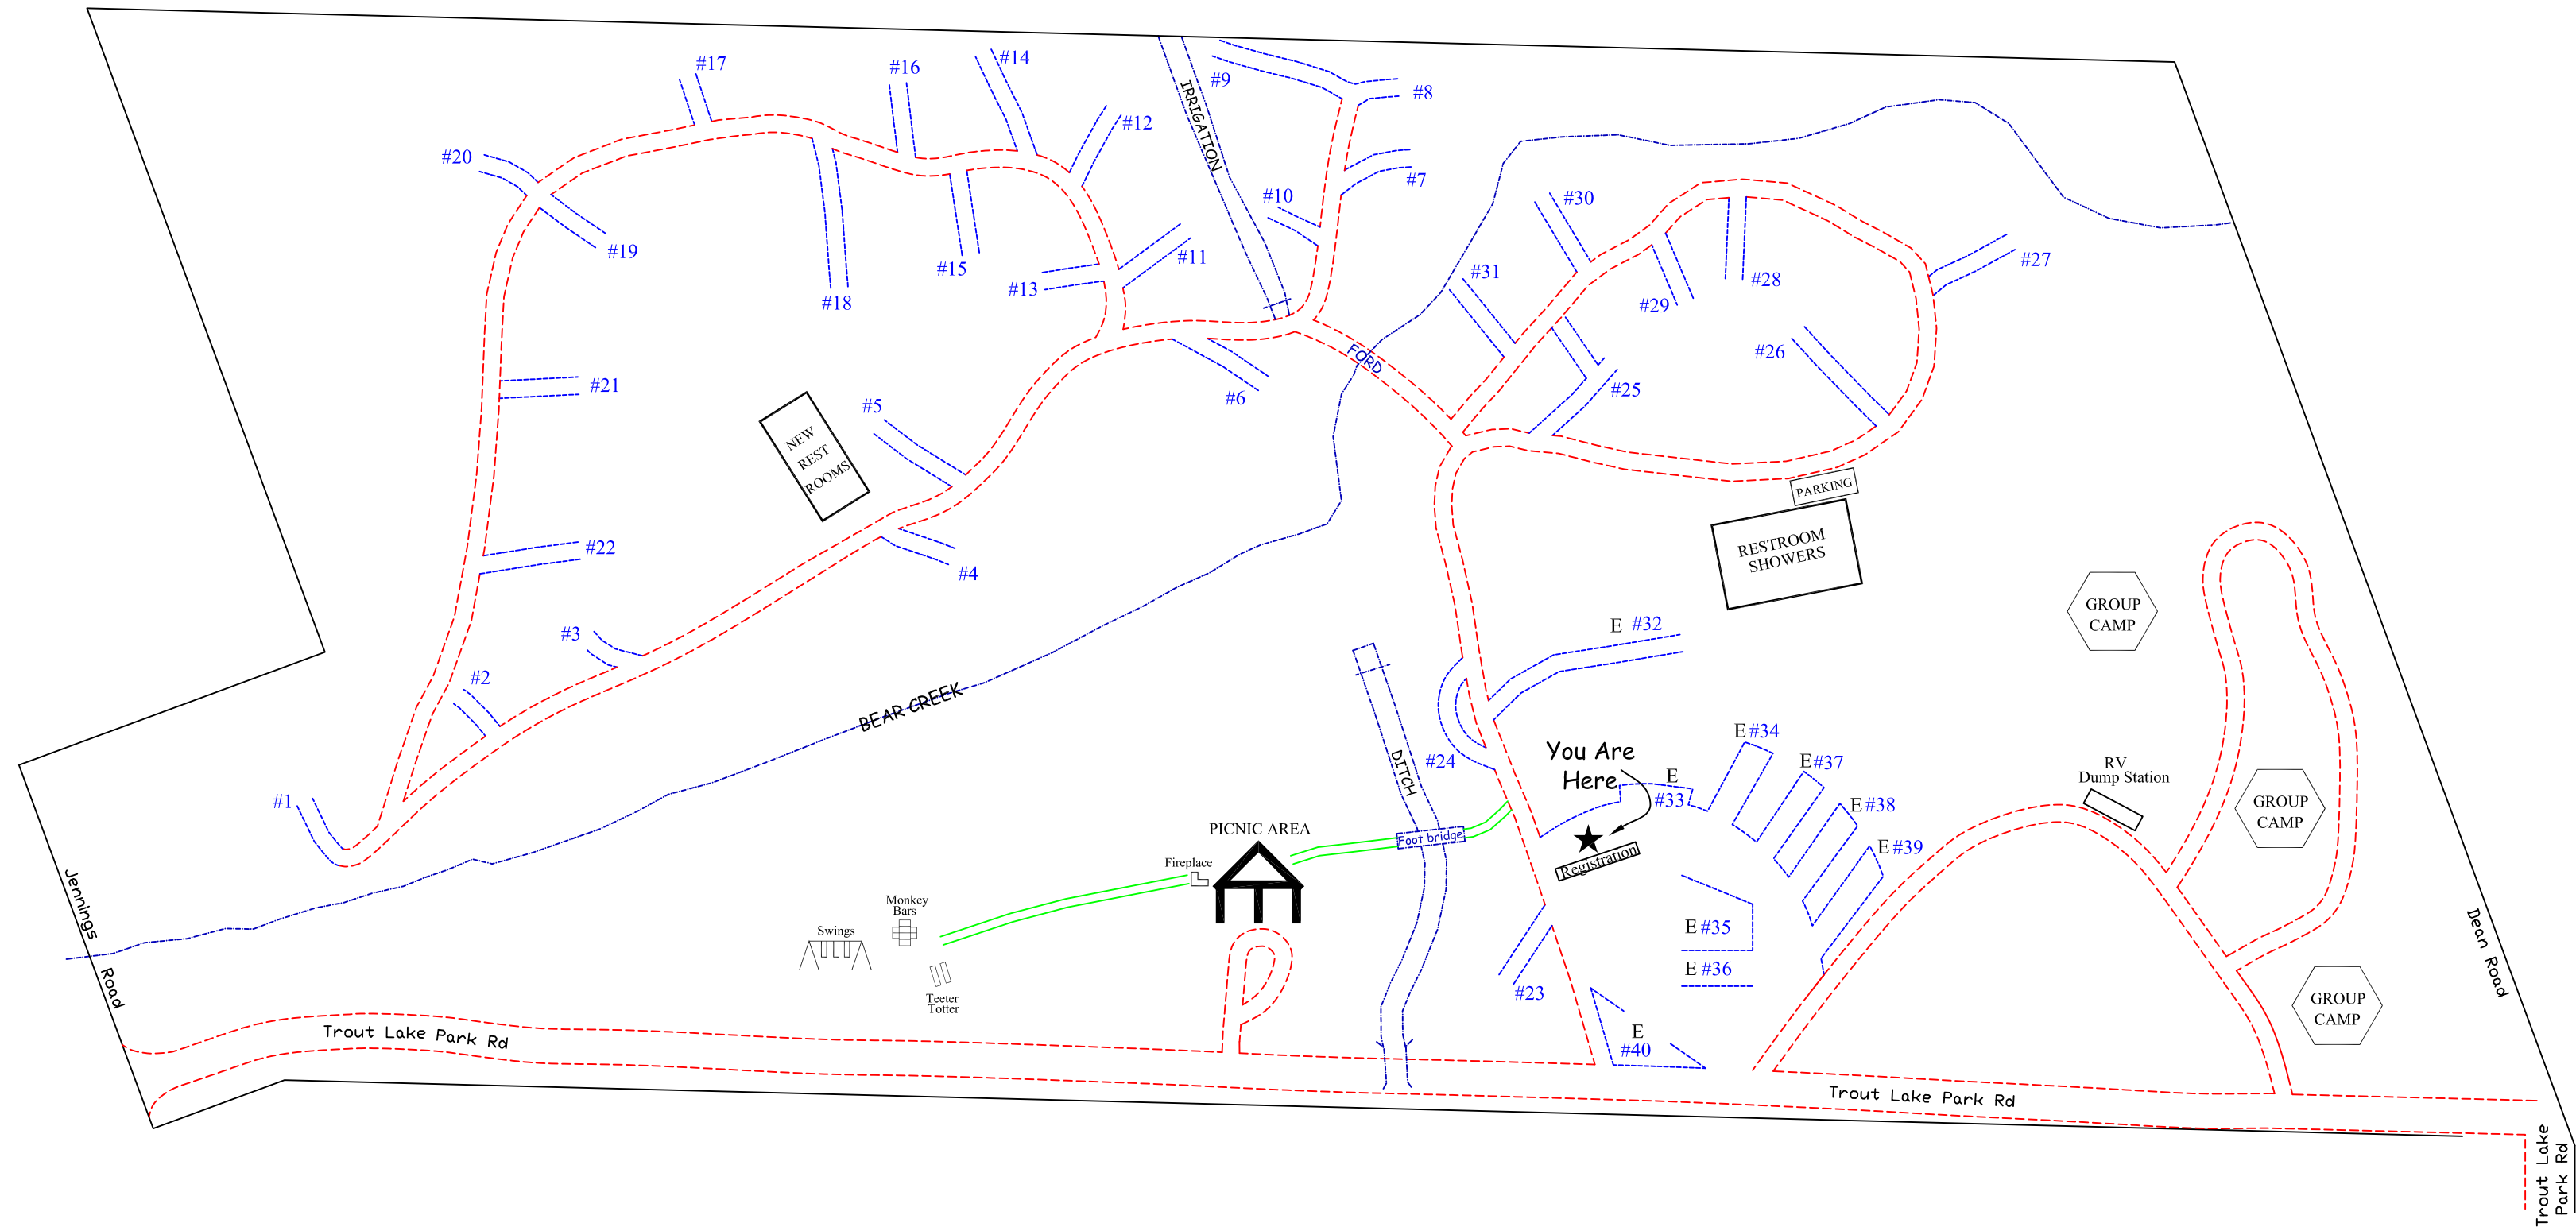 #17
#16
#14
#9
#8
#12
IRRIGATION
#20
#7
#10
#30
#19
#11
#27
#15
#13
#31
#28
#18
#29
FORD
#26
#21
#25
#6
#5
NEW
REST
ROOMS
PARKING
RESTROOM
SHOWERS
#22
#4
GROUP
CAMP
#3
E #32
#2
BEAR CREEK
E #34
You Are
Here
#24
DITCH
E
#33
E #37
RV
Dump Station
#1
E #38
GROUP
CAMP
PICNIC AREA
Foot bridge
E #39
Fireplace
Registration
Jennings
Road
Monkey
Bars
Swings
E #35
Dean Road
E #36
Teeter
Totter
#23
GROUP
CAMP
Trout Lake Park Rd
E
#40
Trout Lake Park Rd
Trout Lake
Park Rd